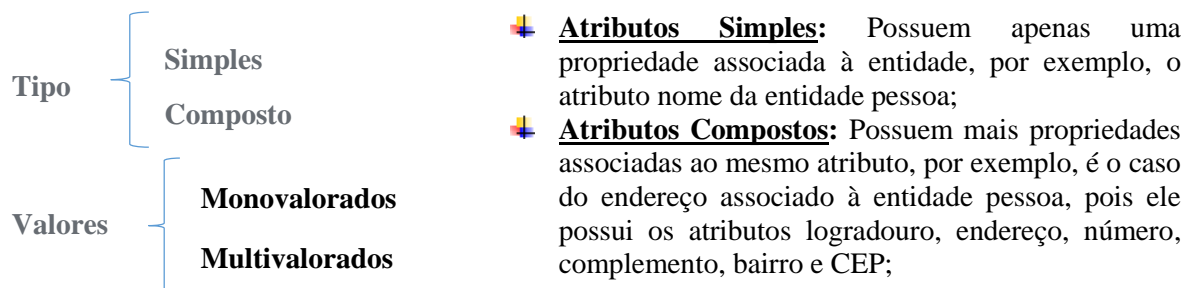 Tipo
Simples
Composto
Valores
Monovalorados
Multivalorados
Atributos Simples: Possuem apenas uma
propriedade associada à entidade, por exemplo, o
atributo nome da entidade pessoa;
Atributos Compostos: Possuem mais propriedades
associadas ao mesmo atributo, por exemplo, é o caso
do endereço associado à entidade pessoa, pois ele
possui os atributos logradouro, endereço, número,
complemento, bairro e CEP;